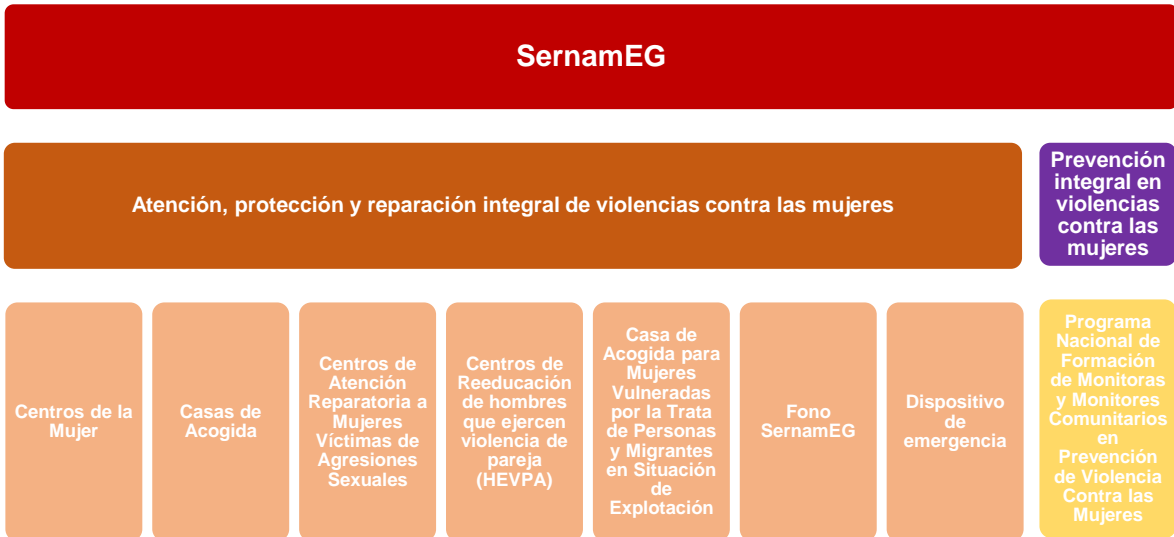 SernamEG
Atención, protección y reparación integral de violencias contra las mujeres
Prevención
integral en
violencias
contra las
mujeres
Centros de la
Mujer
Casas de
Acogida
Centros de
Atención
Reparatoria a
Mujeres
Víctimas de
Agresiones
Sexuales
Centros de
Reeducación
de hombres
que ejercen
violencia de
pareja
(HEVPA)
Casa de
Acogida para
Mujeres
Vulneradas
por la Trata
de Personas
y Migrantes
en Situación
de
Explotación
Fono
SernamEG
Dispositivo
de
emergencia
Programa
Nacional de
Formación
de Monitoras
y Monitores
Comunitarios
en
Prevención
de Violencia
Contra las
Mujeres